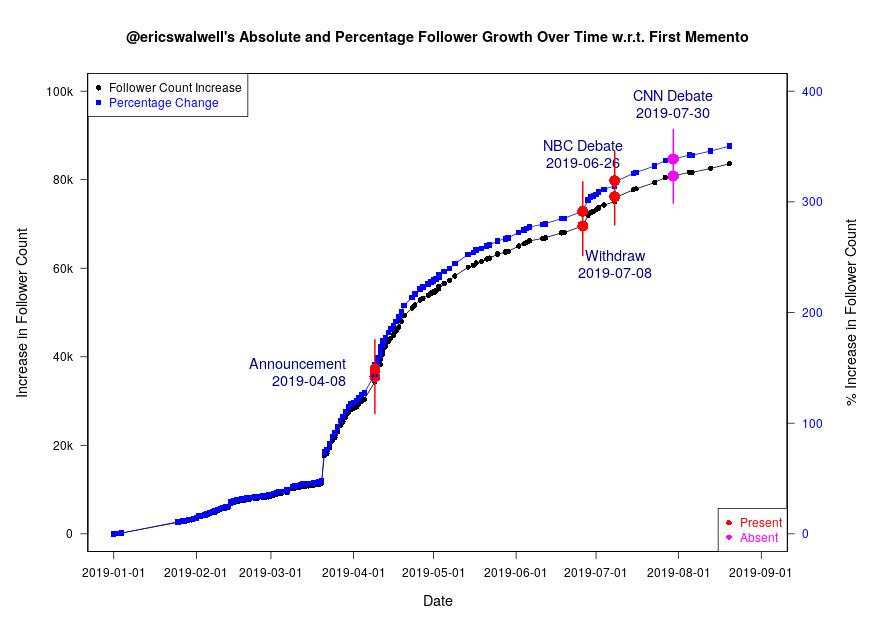 @ericswalwell's Absolute and Percentage Follower Growth Over Time w.r.t. First Memento
Follower Count Increase
Percentage Change
CNN Debate
2019-07-30
NBC Debate
2019-06-26
Withdraw
2019-07-08
Announcement
2019-04-08
Increase in Follower Count
100k
80k
60k
40k
20k
0
% Increase in Follower Count
400
300
200
100
0
Present
Absent
2019-01-01
2019-02-01
2019-03-01
2019-04-01
2019-05-01
2019-06-01
2019-07-01
2019-08-01
2019-09-01
Date